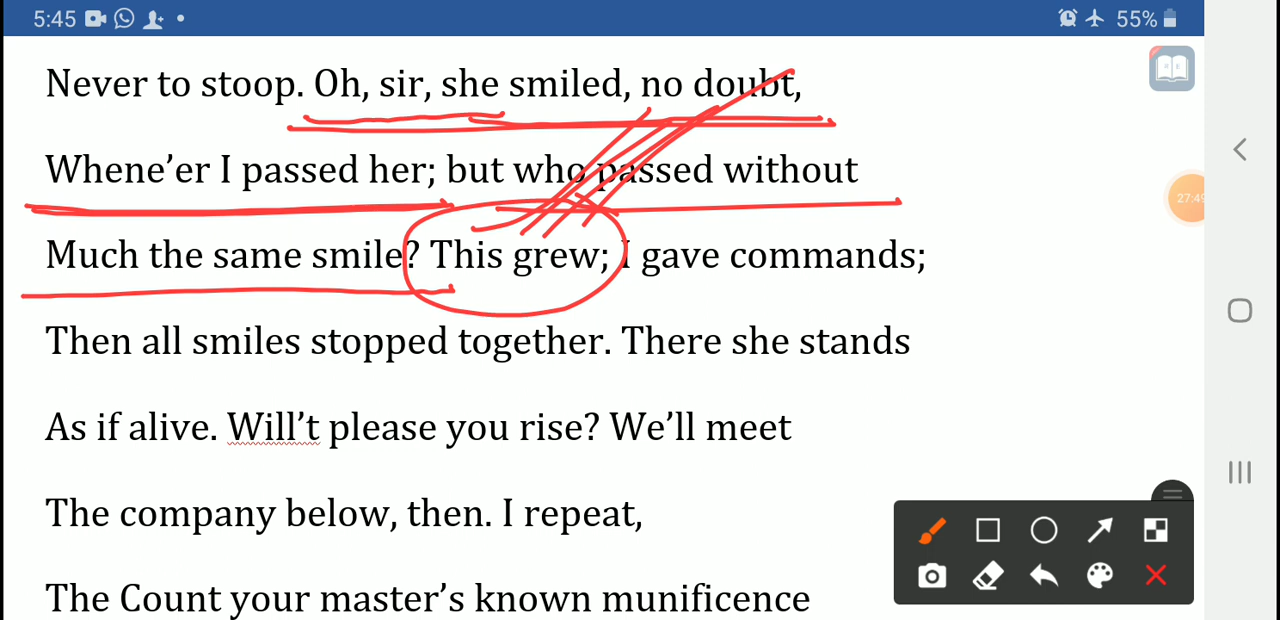 5:45 55%
Never to stoop. Oh, sir, she smiled, no doubt,
Whene’er I passed her; but who passed without
27:49
Much the same smile? This grew; I gave commands;
Then all smiles stopped together. There she stands
As if alive. Will’t please you rise? We’ll meet
The company below, then. I repeat,
The Count your master’s known munificence